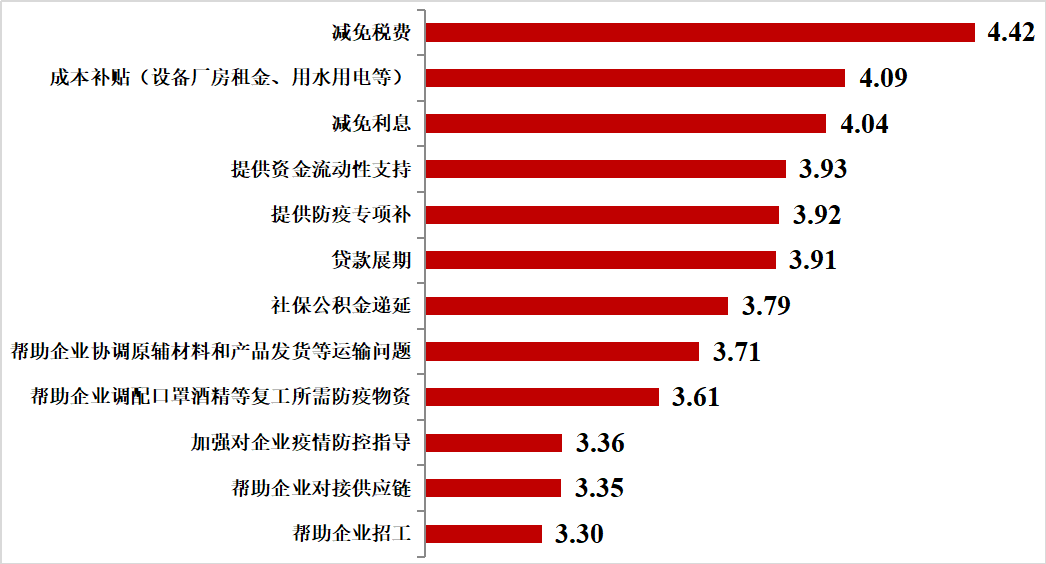 减免税费 4.42
成本补贴（设备厂房租金、用水用电等） 4.09
减免利息 4.04
提供资金流动性支持 3.93
提供防疫专项补 3.92
贷款展期 3.91
社保公积金递延 3.79
帮助企业协调原辅材料和产品发货等运输问题 3.71
帮助企业调配口罩酒精等复工所需防疫物资 3.61
加强对企业疫情防控指导 3.36
帮助企业对接供应链 3.35
帮助企业招工 3.30